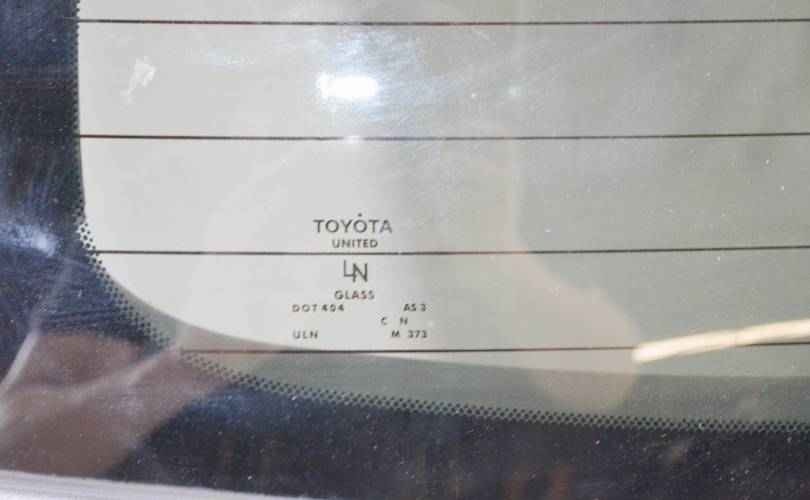 TOYOTA
UNITED
LN
GLASS
DOT 404 AS 3
C N
ULN M 373